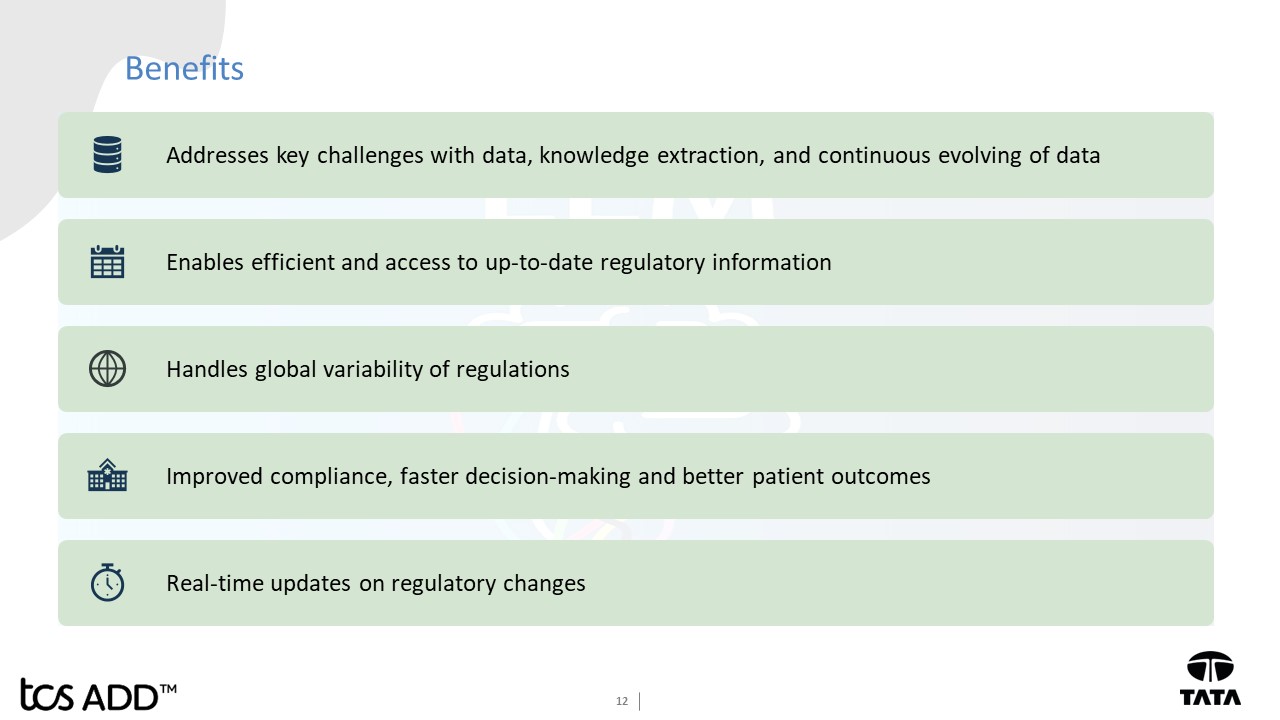 Benefits
Addresses key challenges with data, knowledge extraction, and continuous evolving of data
LLM
Enables efficient and access to up-to-date regulatory information
Handles global variability of regulations
Improved compliance, faster decision-making and better patient outcomes
Real-time updates on regulatory changes
tcs ADD™
12
TATA